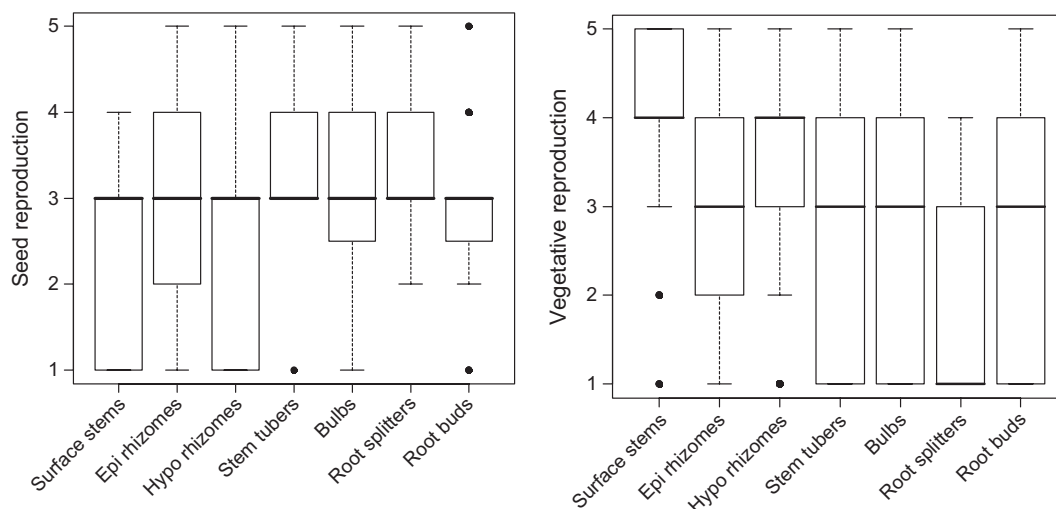 Seed reproduction
5
4
3
2
1
Surface stems
Epi rhizomes
Hypo rhizomes
Stem tubers
Bulbs
Root splitters
Root buds
Vegetative reproduction
5
4
3
2
1
Surface stems
Epi rhizomes
Hypo rhizomes
Stem tubers
Bulbs
Root splitters
Root buds